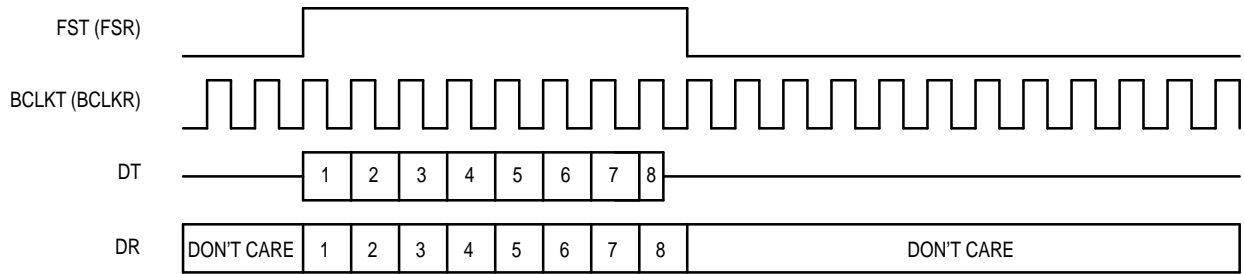 FST (FSR)
BCLKT (BCLKR)
DT 1 2 3 4 5 6 7 8
DR DON'T CARE 1 2 3 4 5 6 7 8 DON'T CARE